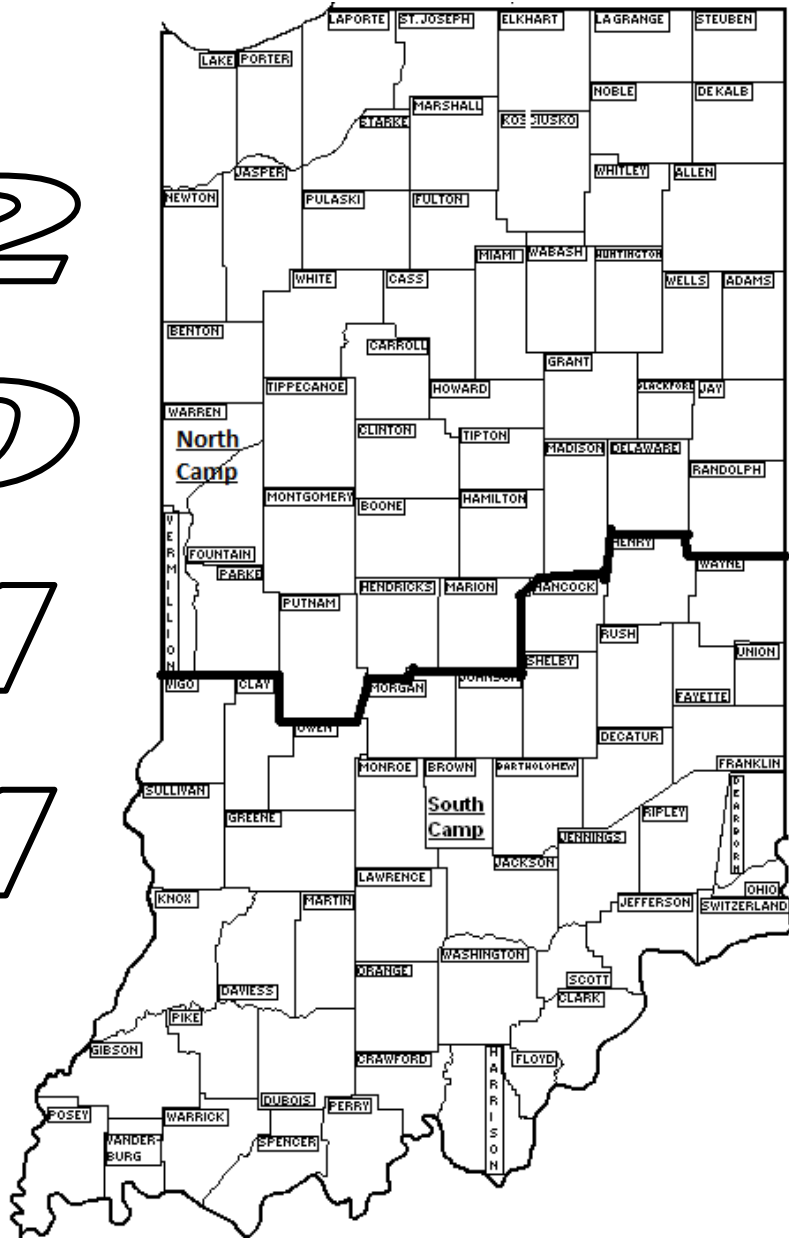 LAPORTE ST. JOSEPH ELKHART LAGRANGE STEUBEN
LAKE PORTER
NOBLE DEKALB
MARSHALL
STARKE KOSCIUSKO
JASPER WHITLEY ALLEN
NEWTON PULASKI FULTON
MIAMI WABASH HUNTINGTON
WHITE CASS WELLS ADAMS
BENTON
CARROLL
GRANT
TIPPECANOE HOWARD BLACKFORD JAY
WARREN
CLINTON TIPTON
North
Camp
MADISON DELAWARE
RANDOLPH
MONTGOMERY BOONE HAMILTON
VERMILLION
FOUNTAIN HENRY
PARKE WAYNE
HENDRICKS MARION HANCOCK
PUTNAM
RUSH
UNION
SHELBY
VIGO CLAY MORGAN JOHNSON
FAYETTE
OWEN DECATUR
MONROE BROWN BARTHOLOMEW FRANKLIN
SULLIVAN
DEARBORN
South
Camp
GREENE RIPLEY
JENNINGS
JACKSON
LAWRENCE
OHIO
KNOX MARTIN JEFFERSON SWITZERLAND
WASHINGTON
ORANGE
SCOTT
DAVIESS CLARK
PIKE
GIBSON CRAWFORD FLOYD
HARRISON
DUBOIS PERRY
POSEY WARRICK
VANDER-
BURG
SPENCER
2